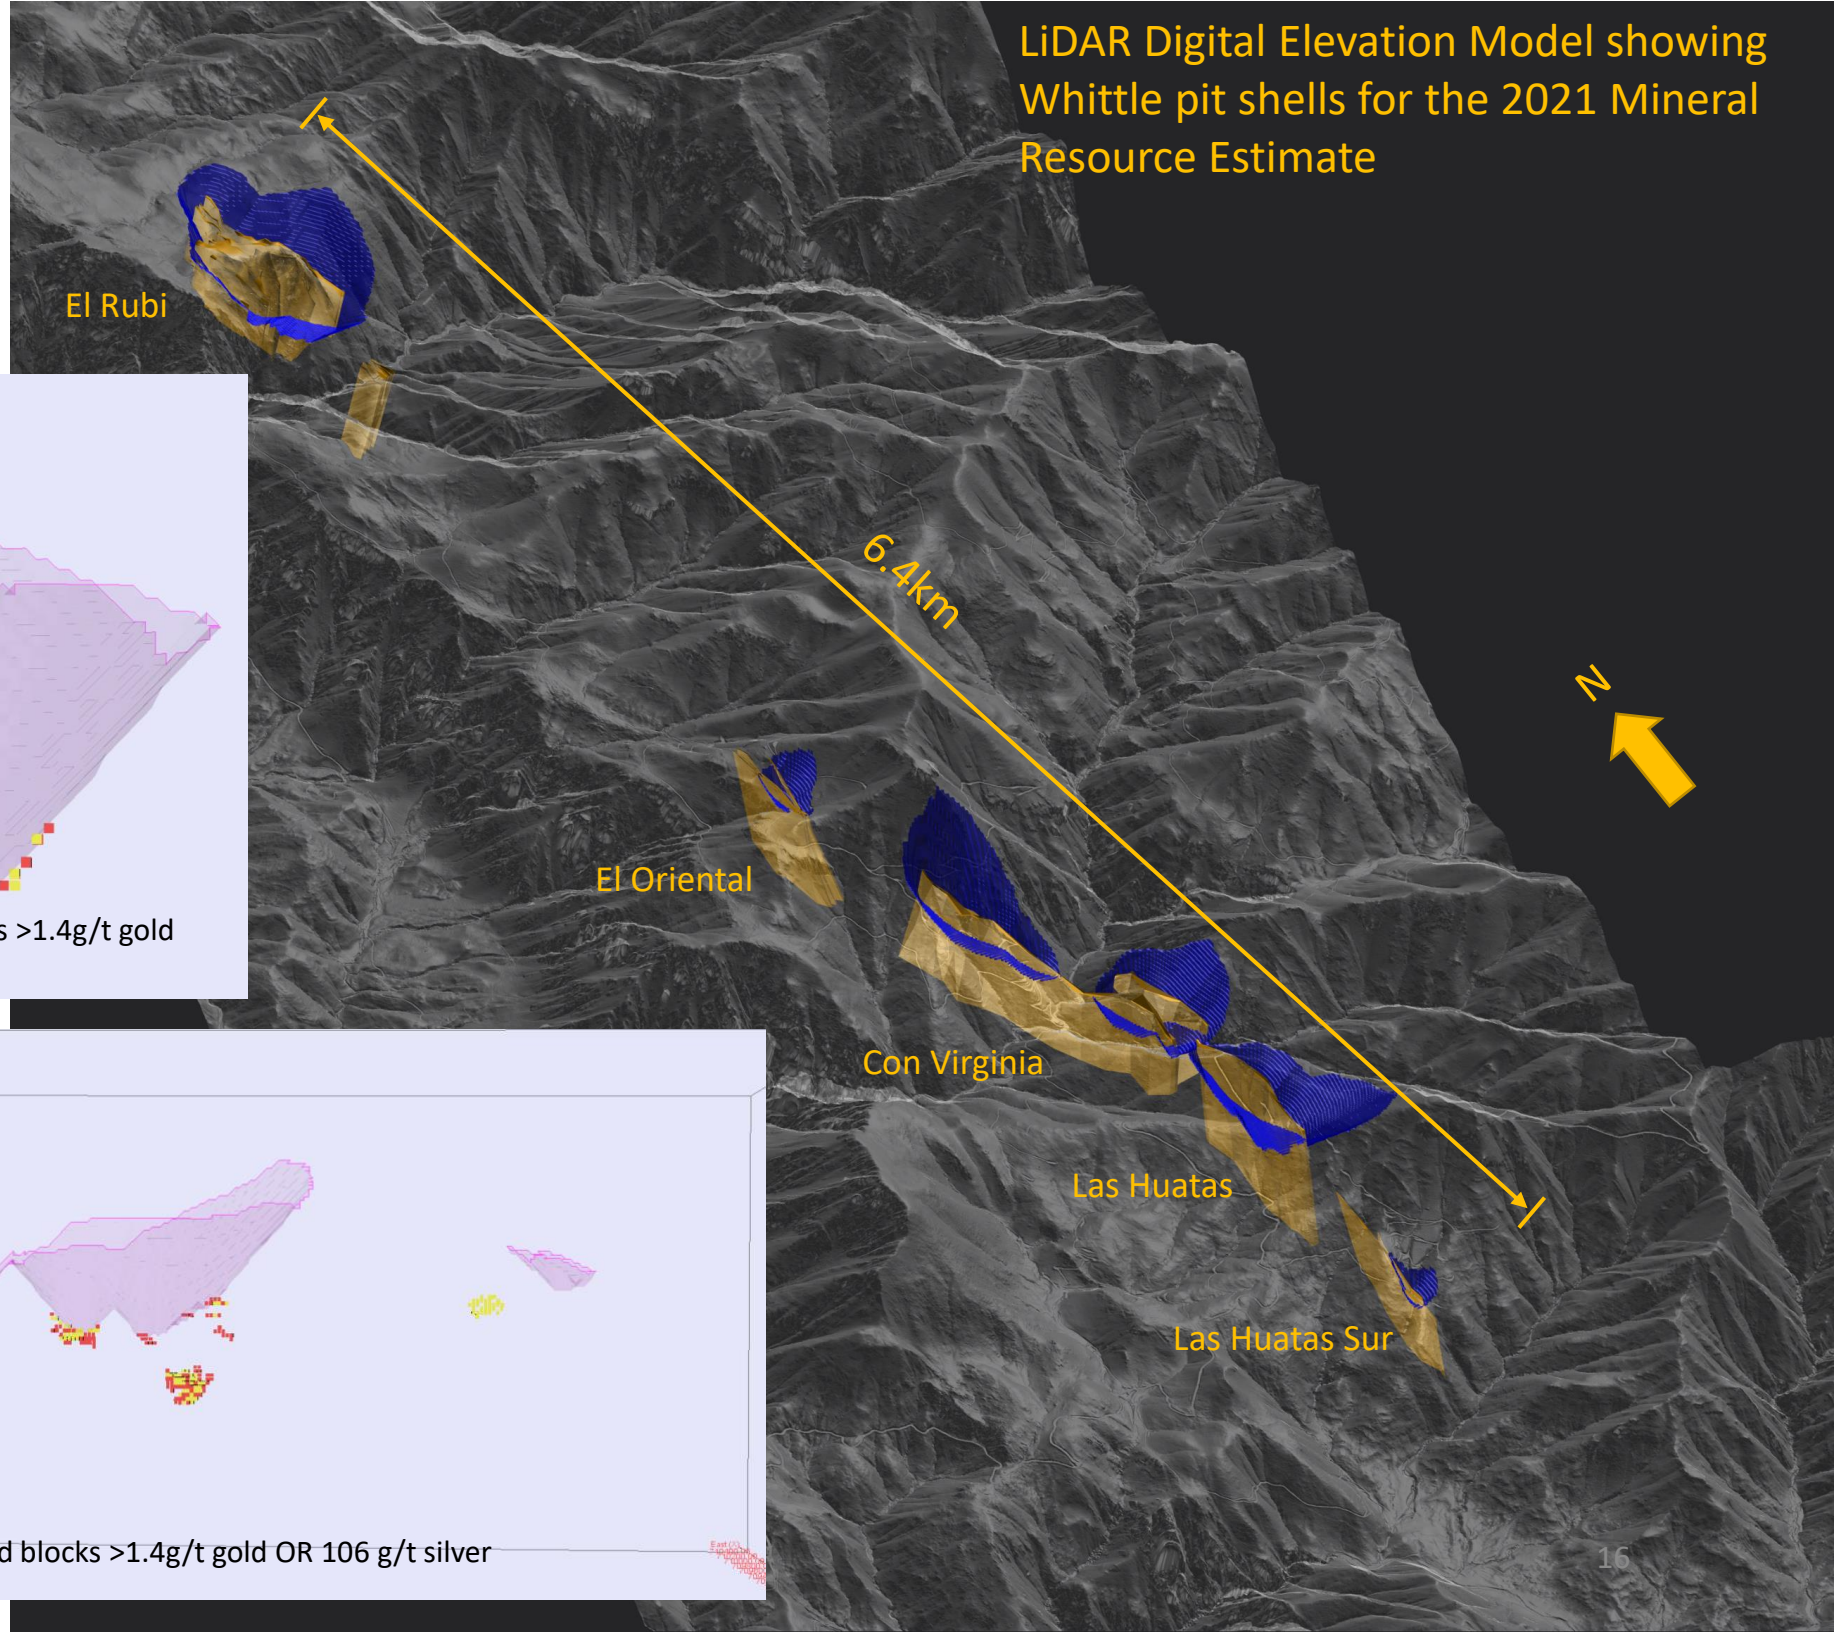 LiDAR Digital Elevation Model showing
Whittle pit shells for the 2021 Mineral
Resource Estimate
El Rubi
6.4km
N
El Oriental
>1.4g/t gold
Con Virginia
Las Huatas
Las Huatas Sur
blocks >1.4g/t gold OR 106 g/t silver
East (X)
16